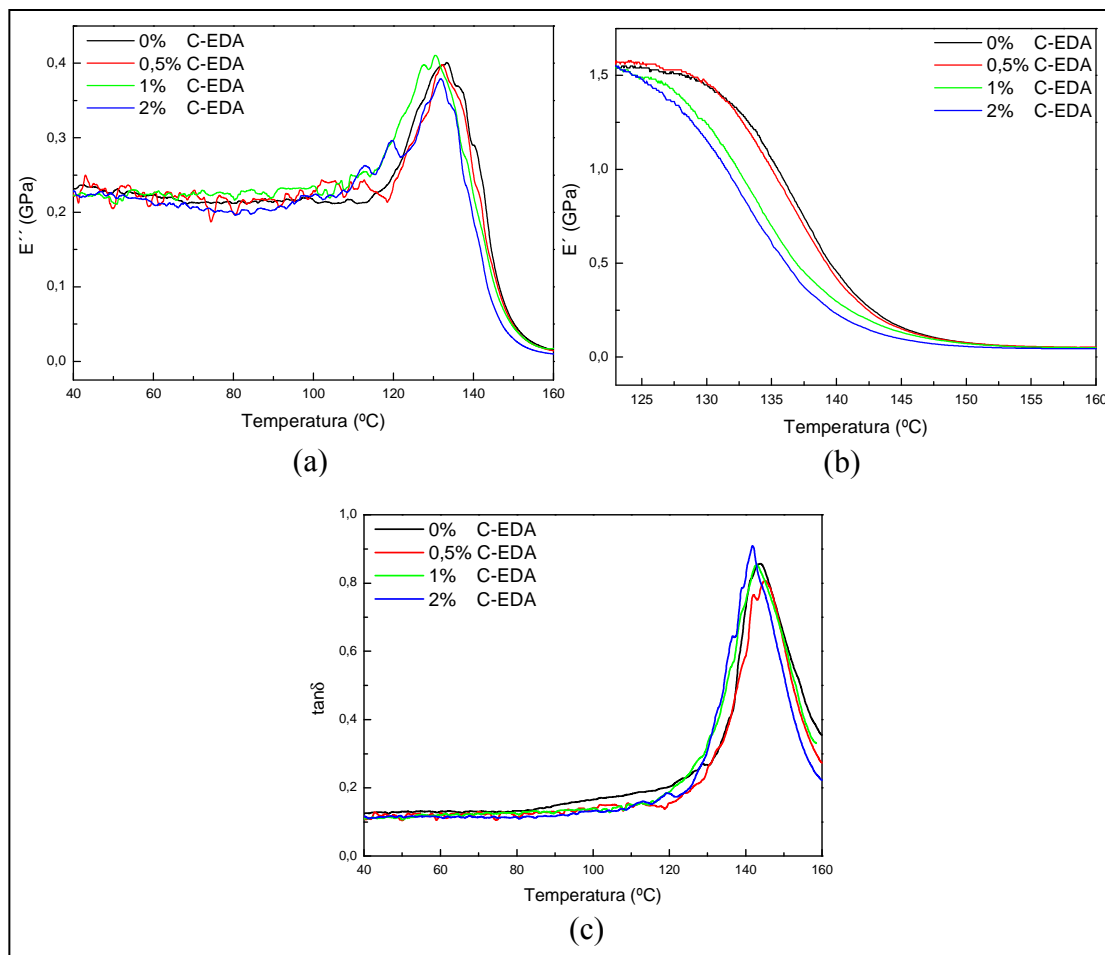 0% C-EDA
0,5% C-EDA
1% C-EDA
2% C-EDA
0,4
0,3
0,2
0,1
0,0
E´´ (GPa)
40 60 80 100 120 140 160
Temperatura (ºC)
(a)
0% C-EDA
0,5% C-EDA
1% C-EDA
2% C-EDA
1,5
1,0
0,5
0,0
E´ (GPa)
125 130 135 140 145 150 155 160
Temperatura (ºC)
(b)
0% C-EDA
0,5% C-EDA
1% C-EDA
2% C-EDA
1,0
0,8
0,6
0,4
0,2
0,0
tanδ
40 60 80 100 120 140 160
Temperatura (ºC)
(c)